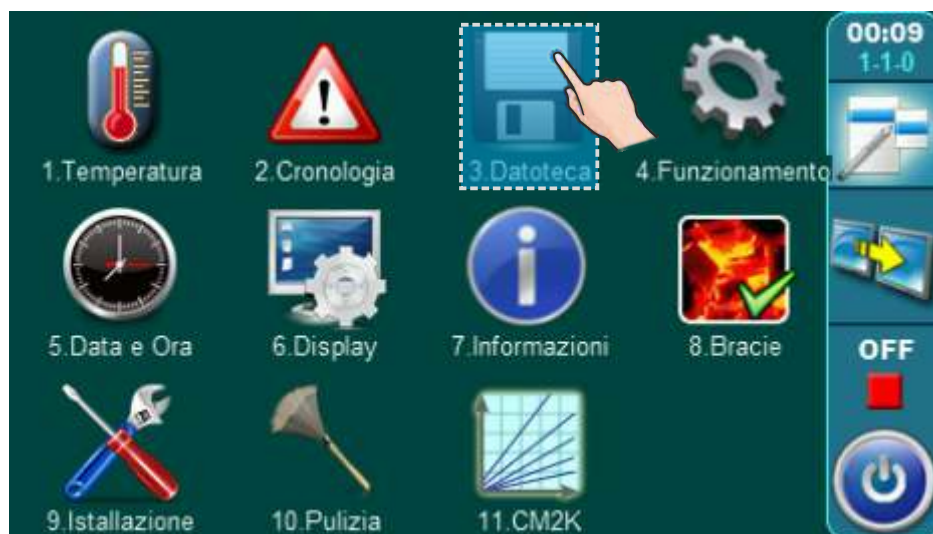 00:09
1-1-0
1.Temperatura
2.Cronologia
3.Datoteca
4.Funzionamento
5.Data e Ora
6.Display
7.Informazioni
8.Bracie
OFF
9.Istallazione
10.Pulizia
11.CM2K